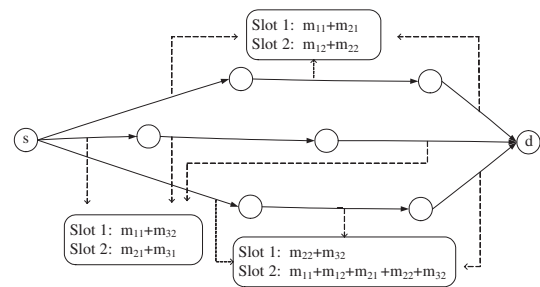 Slot 1: m11+m21
Slot 2: m12+m22
s
d
Slot 1: m11+m32
Slot 2: m21+m31
Slot 1: m22+m32
Slot 2: m11+m12+m21+m22+m32